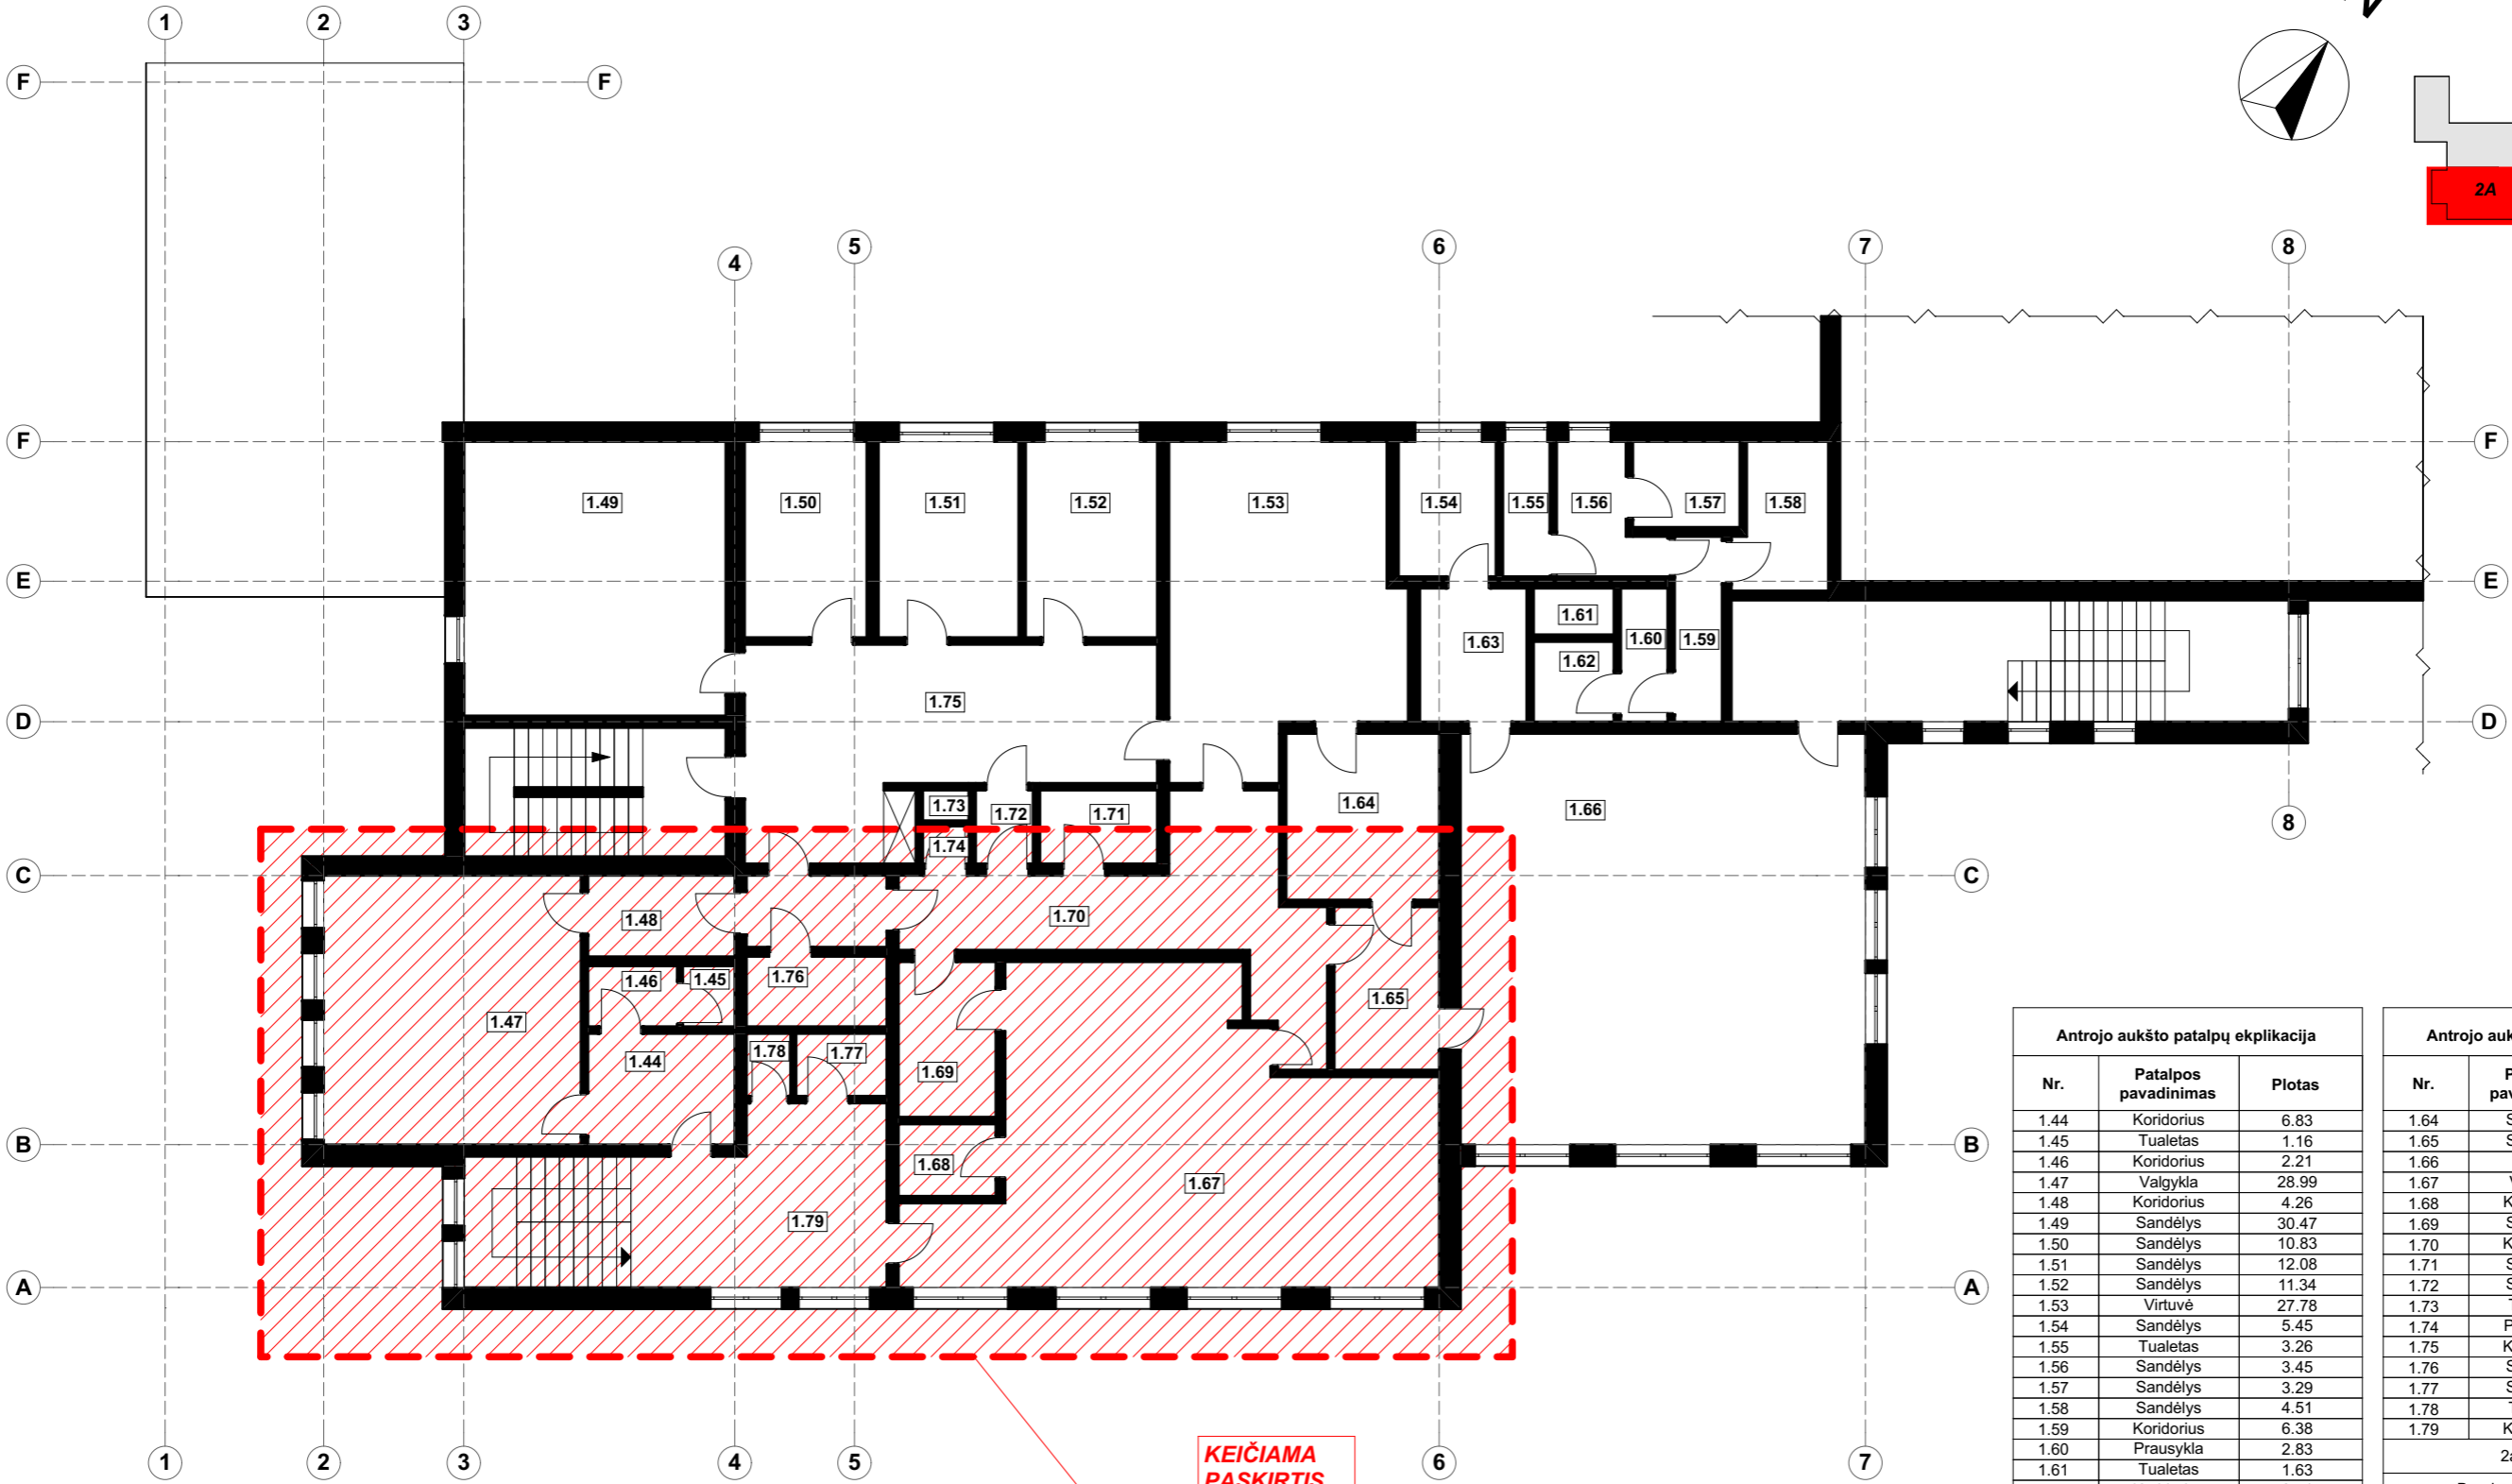 1 2 3
F F
2A
4 5 6 7 8
F F
1.49 1.50 1.51 1.52 1.53 1.54 1.55 1.56 1.57 1.58
E E
1.61
1.63 1.60 1.59
1.62
1.75
D D
1.73 1.72 1.71 1.64 1.66
8
1.74
C C
1.48 1.70
1.46 1.45 1.76
1.65
1.47
1.78 1.77
1.44 1.69
B B
1.68
1.67
1.79
A A
KEIČIAMA
PASKIRTIS
1 2 3 4 5 6 7
Antrojo aukšto patalpų ekplikacija
Nr. Patalpos pavadinimas Plotas
1.44 Koridorius 6.83
1.45 Tualetas 1.16
1.46 Koridorius 2.21
1.47 Valgykla 28.99
1.48 Koridorius 4.26
1.49 Sandėlys 30.47
1.50 Sandėlys 10.83
1.51 Sandėlys 12.08
1.52 Sandėlys 11.34
1.53 Virtuvė 27.78
1.54 Sandėlys 5.45
1.55 Tualetas 3.26
1.56 Sandėlys 3.45
1.57 Sandėlys 3.29
1.58 Sandėlys 4.51
1.59 Koridorius 6.38
1.60 Prausykla 2.83
1.61 Tualetas 1.63
Antrojo auk
Nr.
1.64
1.65
1.66
1.67
1.68
1.69
1.70
1.71
1.72
1.73
1.74
1.75
1.76
1.77
1.78
1.79